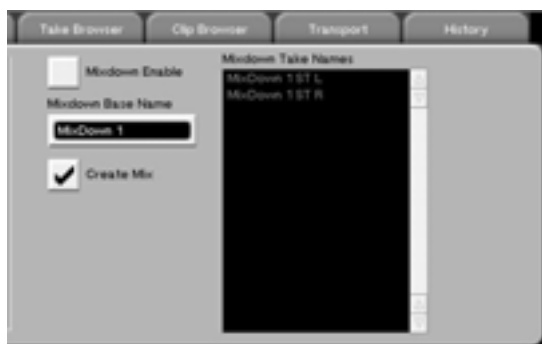 Take Browser Clip Browser Transport History
Mixdown Enable
Mixdown Take Names
MixDown 1 ST L
MixDown 1 ST R
Mixdown Base Name
MixDown 1
Create Mix